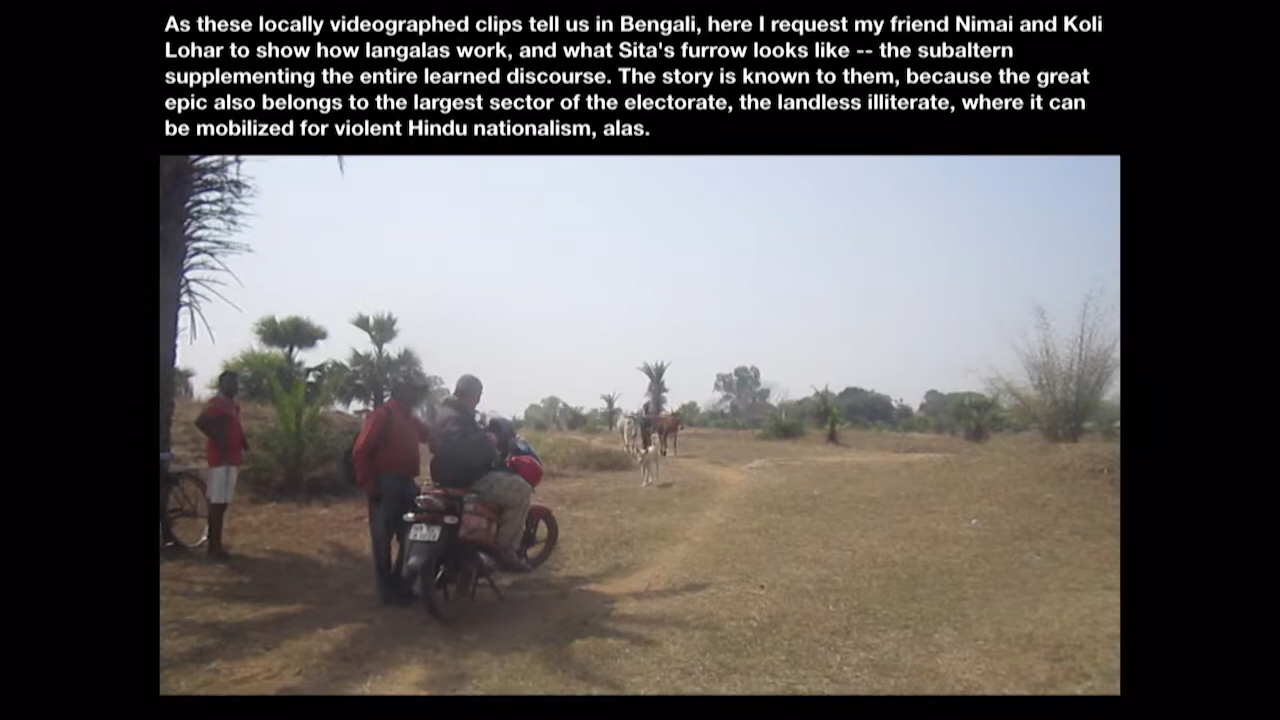 As these locally videographed clips tell us in Bengali, here I request my friend Nimai and Koli
Lohar to show how langalas work, and what Sita's furrow looks like -- the subaltern
supplementing the entire learned discourse. The story is known to them, because the great
epic also belongs to the largest sector of the electorate, the landless illiterate, where it can
be mobilized for violent Hindu nationalism, alas.